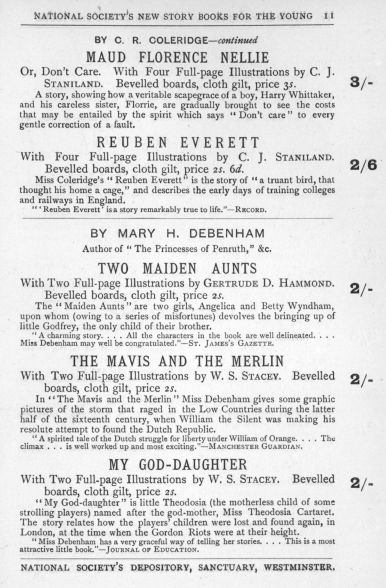 NATIONAL SOCIETY'S NEW STORY BOOKS FOR THE YOUNG 11
BY C. R. COLERIDGE—continued
MAUD FLORENCE NELLIE
Or, Don't Care. With Four Full-page Illustrations by C. J.
STANILAND. Bevelled boards, cloth gilt, price 3s. 3/-
A story, showing how a veritable scapegrace of a boy, Harry Whittaker,
and his careless sister, Florrie, are gradually brought to see the costs
that may be entailed by the spirit which says "Don't care" to every
gentle correction of a fault.
REUBEN EVERETT
With Four Full-page Illustrations by C. J. STANILAND.
Bevelled boards, cloth gilt, price 2s. 6d. 2/6
Miss Coleridge's "Reuben Everett" is the story of "a truant bird, that
thought his home a cage," and describes the early days of training colleges
and railways in England.
"'Reuben Everett' is a story remarkably true to life."—RECORD.
BY MARY H. DEBENHAM
Author of "The Princesses of Penruth," &c.
TWO MAIDEN AUNTS
With Two Full-page Illustrations by GERTRUDE D. HAMMOND.
Bevelled boards, cloth gilt, price 2s. 2/-
The "Maiden Aunts" are two girls, Angelica and Betty Wyndham,
upon whom (owing to a series of misfortunes) devolves the bringing up of
little Godfrey, the only child of their brother.
"A charming story. . . . All the characters in the book are well delineated. . . .
Miss Debenham may well be congratulated."—ST. JAMES'S GAZETTE.
THE MAVIS AND THE MERLIN
With Two Full-page Illustrations by W. S. STACEY. Bevelled
boards, cloth gilt, price 2s. 2/-
In "The Mavis and the Merlin" Miss Debenham gives some graphic
pictures of the storm that raged in the Low Countries during the latter
half of the sixteenth century, when William the Silent was making his
resolute attempt to found the Dutch Republic.
"A spirited tale of the Dutch struggle for liberty under William of Orange. . . . The
climax . . . is well worked up and most exciting."—MANCHESTER GUARDIAN.
MY GOD-DAUGHTER
With Two Full-page Illustrations by W. S. STACEY. Bevelled
boards, cloth gilt, price 2s. 2/-
"My God-daughter" is little Theodosia (the motherless child of some
strolling players) named after the god-mother, Miss Theodosia Cartaret.
The story relates how the players' children were lost and found again, in
London, at the time when the Gordon Riots were at their height.
"Miss Debenham has a very graceful way of telling her stories. . . . This is a most
attractive little book."—JOURNAL OF EDUCATION.
NATIONAL SOCIETY'S DEPOSITORY, SANCTUARY, WESTMINSTER.